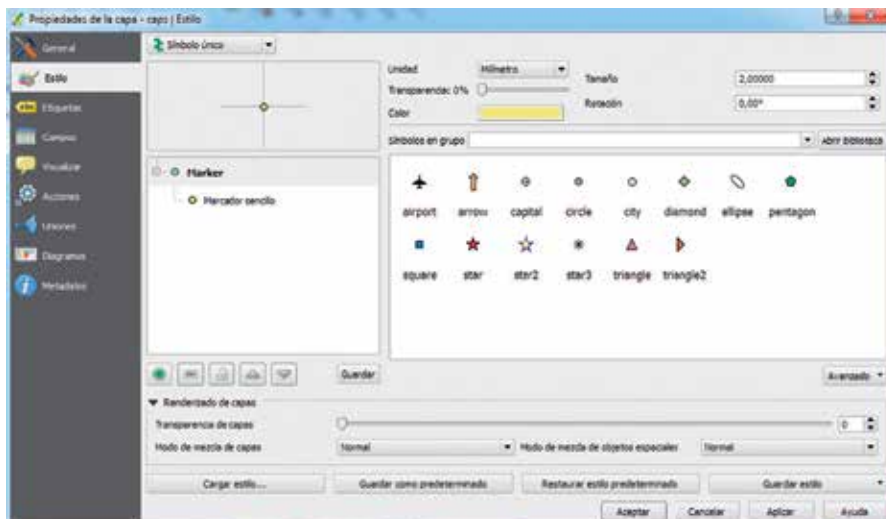 Propiedades de la capa - caps | Estilo
General
Estilo
Etiquetas
Campos
Visualizar
Acciones
Uniones
Diagramas
Metadatos
Símbolo único
Unidad Milímetro
Transparencia: 0%
Color
Tamaño 2,00000
Rotación 0,00°
Símbolos en grupo Abrir biblioteca
Marker
Marcador sencillo
airport arrow capital circle city diamond ellipse pentagon
square star star2 star3 triangle triangle2
Guardar
Avanzado
Renderizado de capas
Transparencia de capas 0
Modo de mezcla de capas Normal Modo de mezcla de objetos espaciales Normal
Cargar estilo... Guardar como predeterminado Restaurar estilo predeterminado Guardar estilo
Aceptar Cancelar Aplicar Ayuda